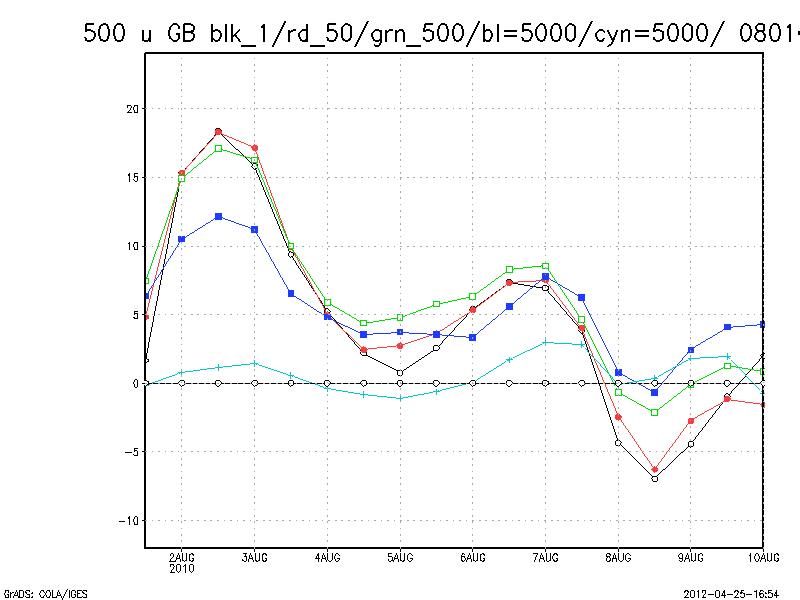 500 u GB blk_1/rd_50/grn_500/bl=5000/cyn=5000/ 0801
20
15
10
5
0
-5
-10
2AUG 3AUG 4AUG 5AUG 6AUG 7AUG 8AUG 9AUG 10AUG
2010
GrADS: COLA/IGES 2012-04-25-16:54